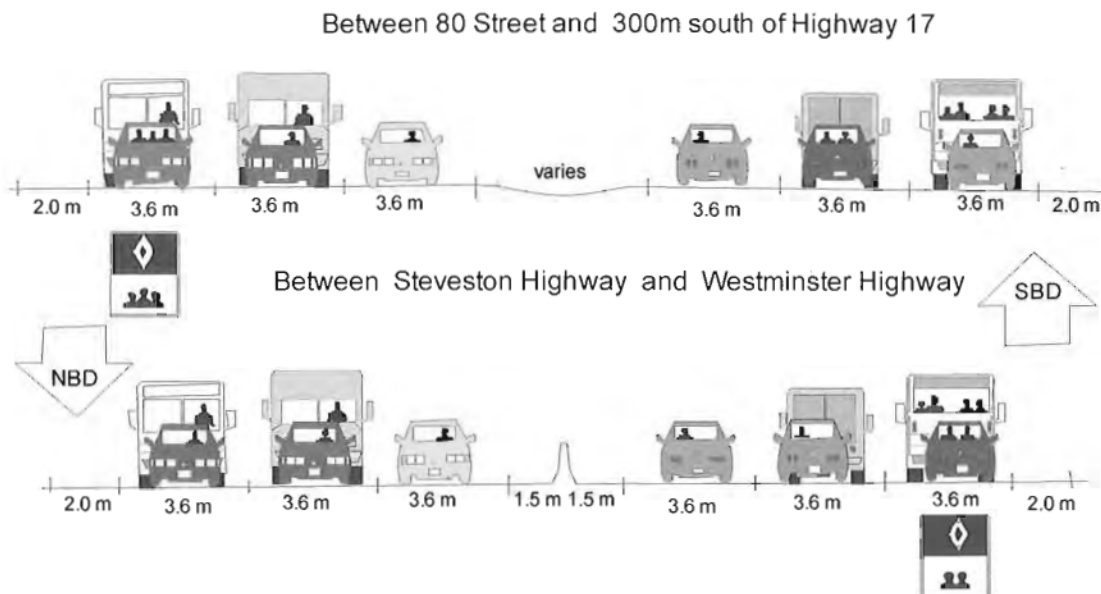 Between 80 Street and 300m south of Highway 17
varies
2.0 m 3.6 m 3.6 m 3.6 m 3.6 m 3.6 m 3.6 m 2.0 m
Between Steveston Highway and Westminster Highway
SBD
NBD
2.0 m 3.6 m 3.6 m 3.6 m 1.5 m 1.5 m 3.6 m 3.6 m 3.6 m 2.0 m